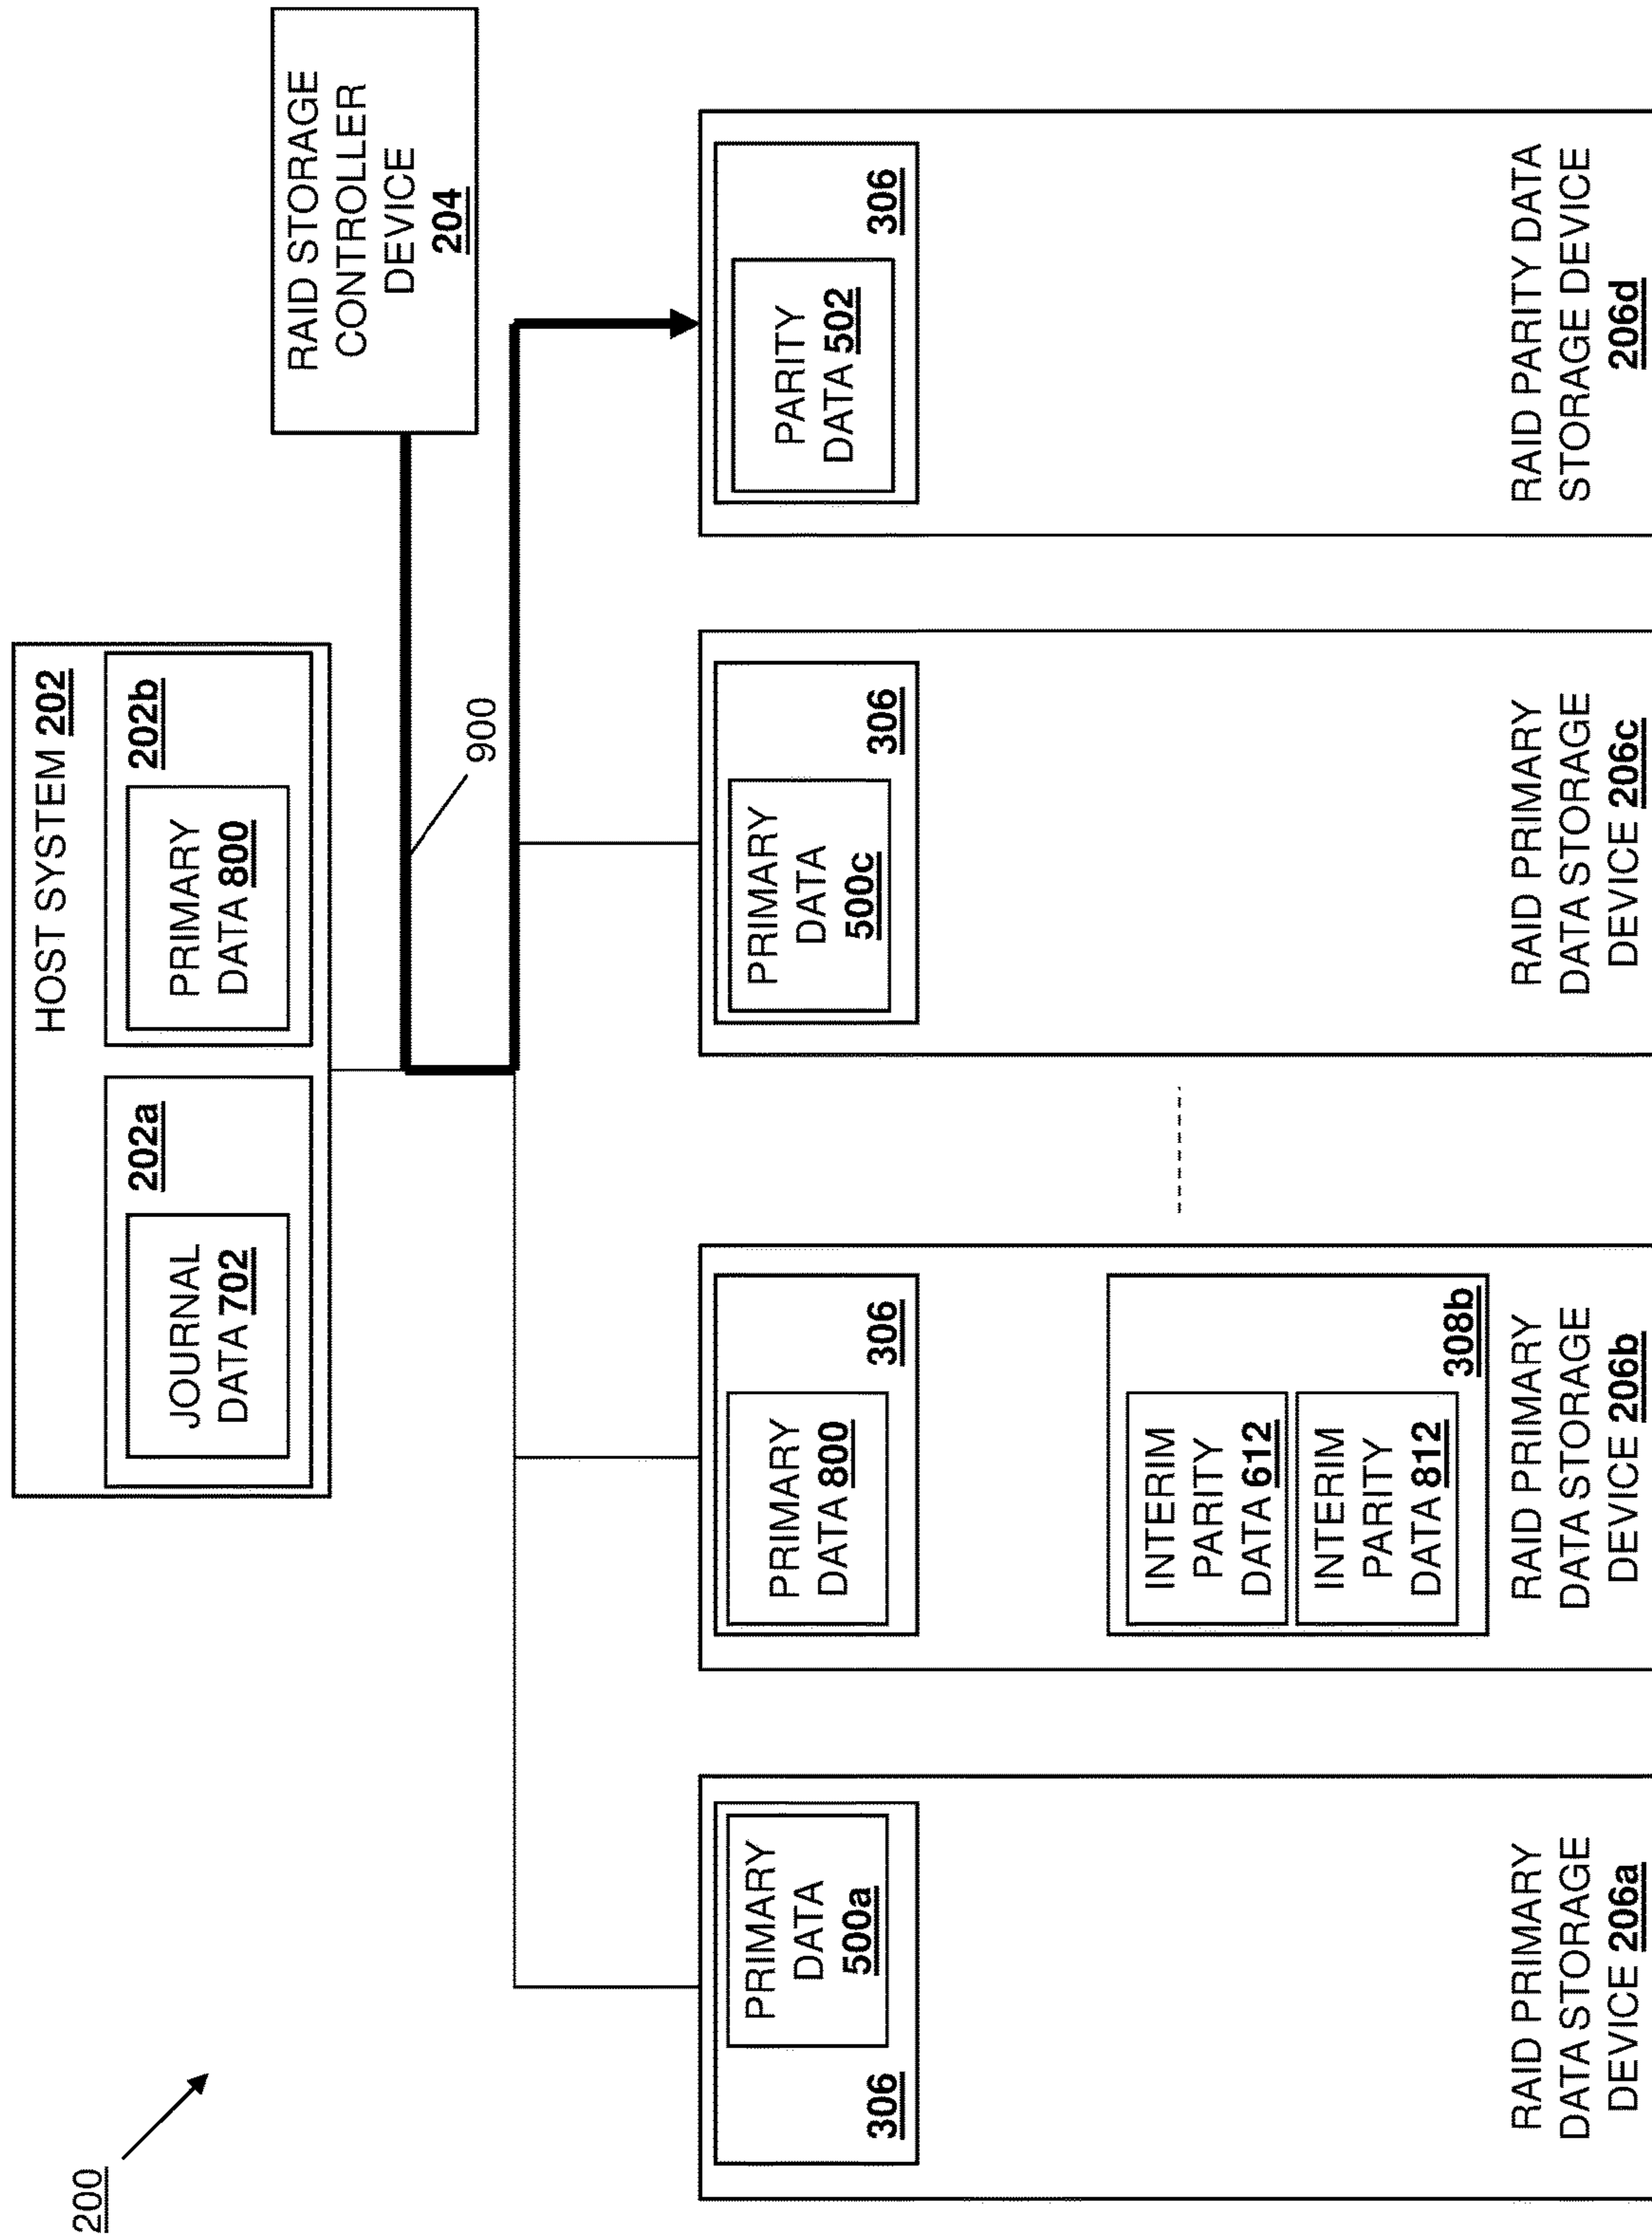 200
HOST SYSTEM 202
JOURNAL
DATA 702
202a
PRIMARY
DATA 800
202b
RAID STORAGE
CONTROLLER
DEVICE
204
900
306
PRIMARY
DATA
500a
RAID PRIMARY
DATA STORAGE
DEVICE 206a
PRIMARY
DATA 800
306
INTERIM
PARITY
DATA 612
INTERIM
PARITY
DATA 812
308b
RAID PRIMARY
DATA STORAGE
DEVICE 206b
PRIMARY
DATA
500c
306
RAID PRIMARY
DATA STORAGE
DEVICE 206c
PARITY
DATA 502
306
RAID PARITY DATA
STORAGE DEVICE
206d